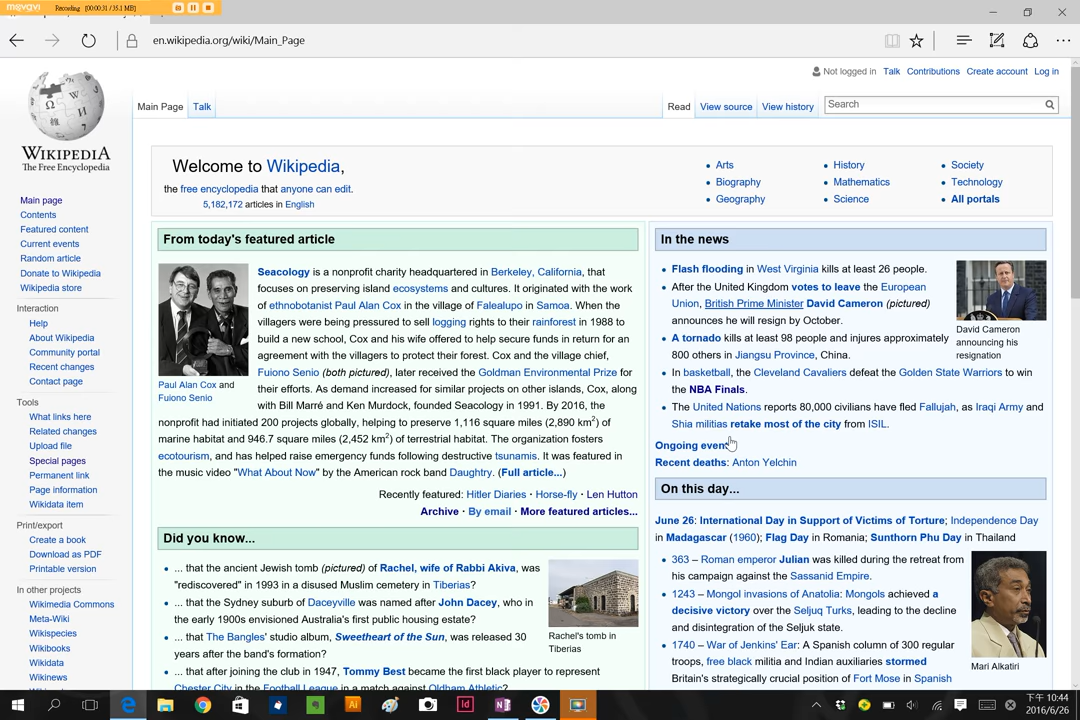 movavi
Recording [00:00:31 / 35.1 MB]
en.wikipedia.org/wiki/Main_Page
Not logged in Talk Contributions Create account Log in
Main Page Talk Read View source View history Search
WIKIPEDIA
The Free Encyclopedia
Main page
Contents
Featured content
Current events
Random article
Donate to Wikipedia
Wikipedia store
Interaction
Help
About Wikipedia
Community portal
Recent changes
Contact page
Tools
What links here
Related changes
Upload file
Special pages
Permanent link
Page information
Wikidata item
Print/export
Create a book
Download as PDF
Printable version
In other projects
Wikimedia Commons
Meta-Wiki
Wikispecies
Wikibooks
Wikidata
Wikinews
Welcome to Wikipedia,
the free encyclopedia that anyone can edit.
5,182,172 articles in English
Arts
Biography
Geography
History
Mathematics
Science
Society
Technology
All portals
From today's featured article
Paul Alan Cox and
Fuiono Senio
Seacology is a nonprofit charity headquartered in Berkeley, California, that
focuses on preserving island ecosystems and cultures. It originated with the work
of ethnobotanist Paul Alan Cox in the village of Falealupo in Samoa. When the
villagers were being pressured to sell logging rights to their rainforest in 1988 to
build a new school, Cox and his wife offered to help secure funds in return for an
agreement with the villagers to protect their forest. Cox and the village chief,
Fuiono Senio (both pictured), later received the Goldman Environmental Prize for
their efforts. As demand increased for similar projects on other islands, Cox, along
with Bill Marré and Ken Murdock, founded Seacology in 1991. By 2016, the
nonprofit had initiated 200 projects globally, helping to preserve 1,116 square miles (2,890 km²) of
marine habitat and 946.7 square miles (2,452 km²) of terrestrial habitat. The organization fosters
ecotourism, and has helped raise emergency funds following destructive tsunamis. It was featured in
the music video "What About Now" by the American rock band Daughtry. (Full article...)
Recently featured: Hitler Diaries · Horse-fly · Len Hutton
Archive · By email · More featured articles...
Did you know...
... that the ancient Jewish tomb (pictured) of Rachel, wife of Rabbi Akiva, was
"rediscovered" in 1993 in a disused Muslim cemetery in Tiberias?
... that the Sydney suburb of Daceyville was named after John Dacey, who in
the early 1900s envisioned Australia's first public housing estate?
... that The Bangles' studio album, Sweetheart of the Sun, was released 30
years after the band's formation?
... that after joining the club in 1947, Tommy Best became the first black player to represent
Chester City in the Football League in a match against Oldham Athletic?
Rachel's tomb in
Tiberias
In the news
Flash flooding in West Virginia kills at least 26 people.
After the United Kingdom votes to leave the European
Union, British Prime Minister David Cameron (pictured)
announces he will resign by October.
A tornado kills at least 98 people and injures approximately
800 others in Jiangsu Province, China.
In basketball, the Cleveland Cavaliers defeat the Golden State Warriors to win
the NBA Finals.
The United Nations reports 80,000 civilians have fled Fallujah, as Iraqi Army and
Shia militias retake most of the city from ISIL.
David Cameron
announcing his
resignation
Ongoing events
Recent deaths: Anton Yelchin
On this day...
June 26: International Day in Support of Victims of Torture; Independence Day
in Madagascar (1960); Flag Day in Romania; Sunthorn Phu Day in Thailand
363 – Roman emperor Julian was killed during the retreat from
his campaign against the Sassanid Empire.
1243 – Mongol invasions of Anatolia: Mongols achieved a
decisive victory over the Seljuq Turks, leading to the decline
and disintegration of the Seljuk state.
1740 – War of Jenkins' Ear: A Spanish column of 300 regular
troops, free black militia and Indian auxiliaries stormed
Britain's strategically crucial position of Fort Mose in Spanish
Mari Alkatiri
下午 10:44
2016/6/26